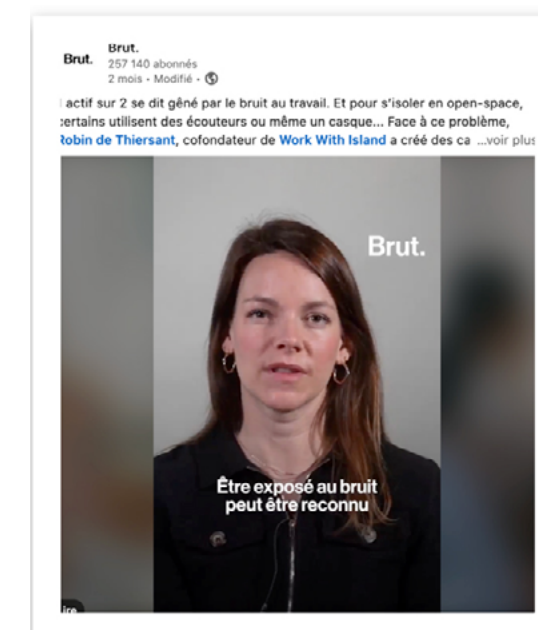 Brut.
Brut.
257 140 abonnés
2 mois • Modifié •
actif sur 2 se dit gêné par le bruit au travail. Et pour s'isoler en open-space,
certains utilisent des écouteurs ou même un casque... Face à ce problème,
Robin de Thiersant, cofondateur de Work With Island a créé des ca ...voir plus
Brut.
Être exposé au bruit
peut être reconnu